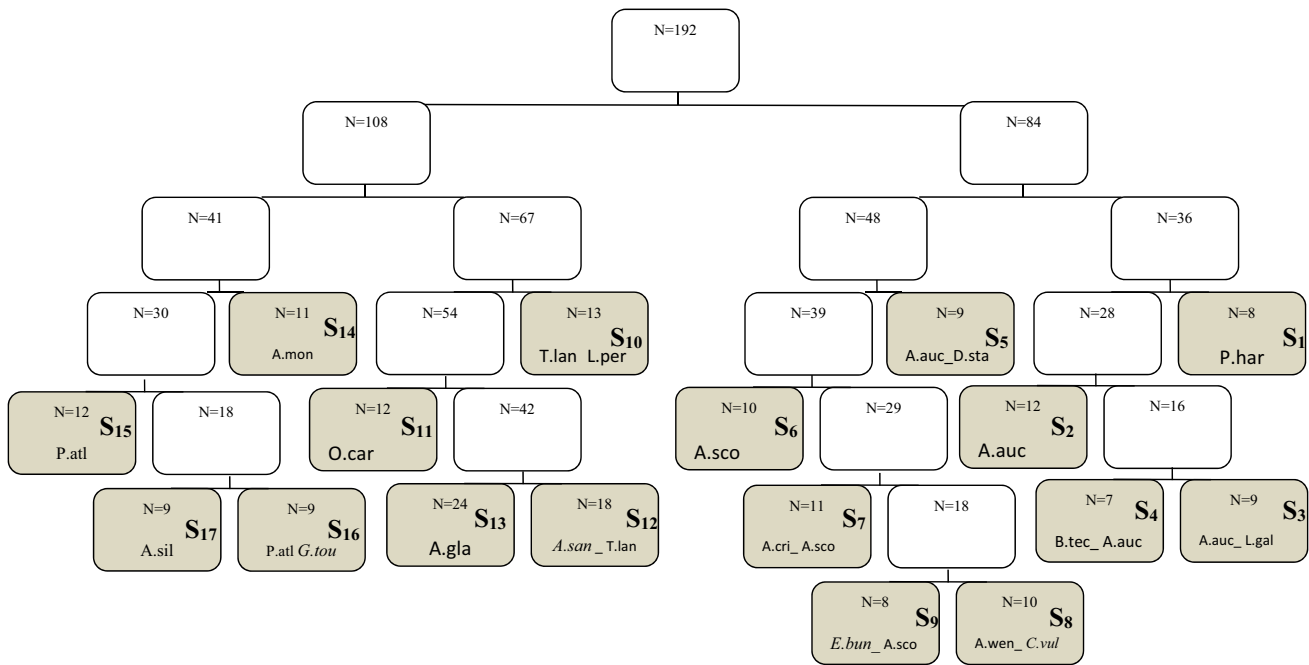 N=192
N=108
N=84
N=41
N=67
N=48
N=36
N=30
N=11
S14
A.mon
N=54
N=13
S10
T.lan L.per
N=39
N=9
S5
A.auc_D.sta
N=28
N=8
S1
P.har
N=12
S15
P.atl
N=18
N=12
S11
O.car
N=42
N=10
S6
A.sco
N=29
N=12
S2
A.auc
N=16
N=9
S17
A.sil
N=9
S16
P.atl G.tou
N=24
S13
A.gla
N=18
S12
A.san _ T.lan
N=11
S7
A.cri_ A.sco
N=18
N=7
S4
B.tec_ A.auc
N=9
S3
A.auc_ L.gal
N=8
S9
E.bun_ A.sco
N=10
S8
A.wen_ C.vul